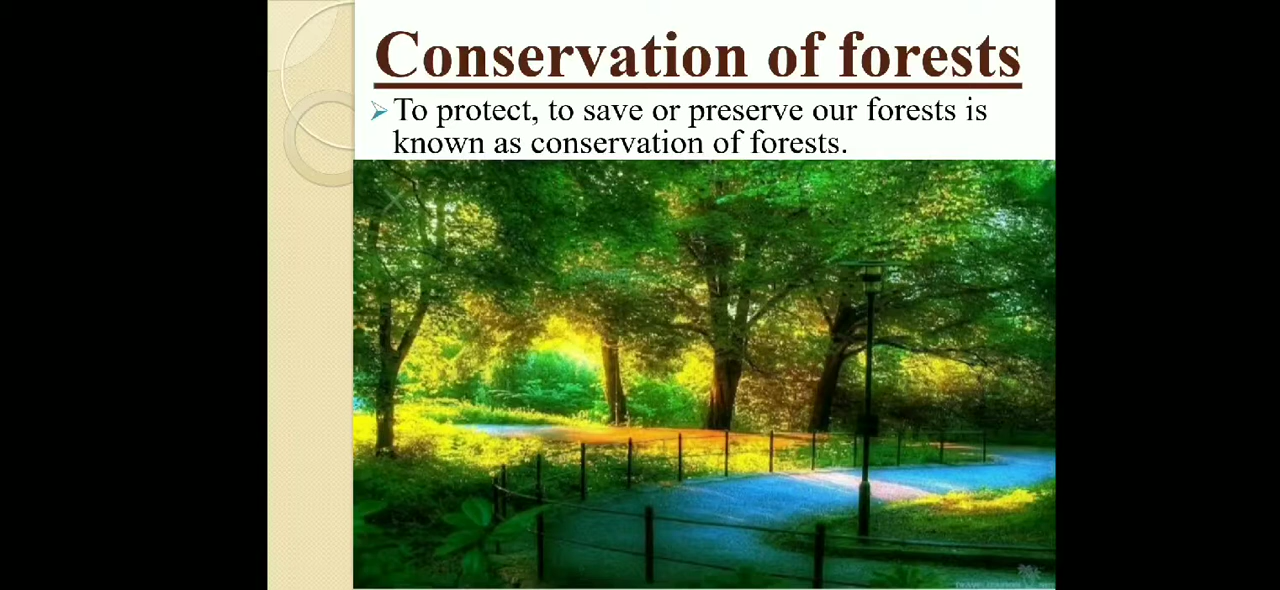 Conservation of forests
To protect, to save or preserve our forests is
known as conservation of forests.